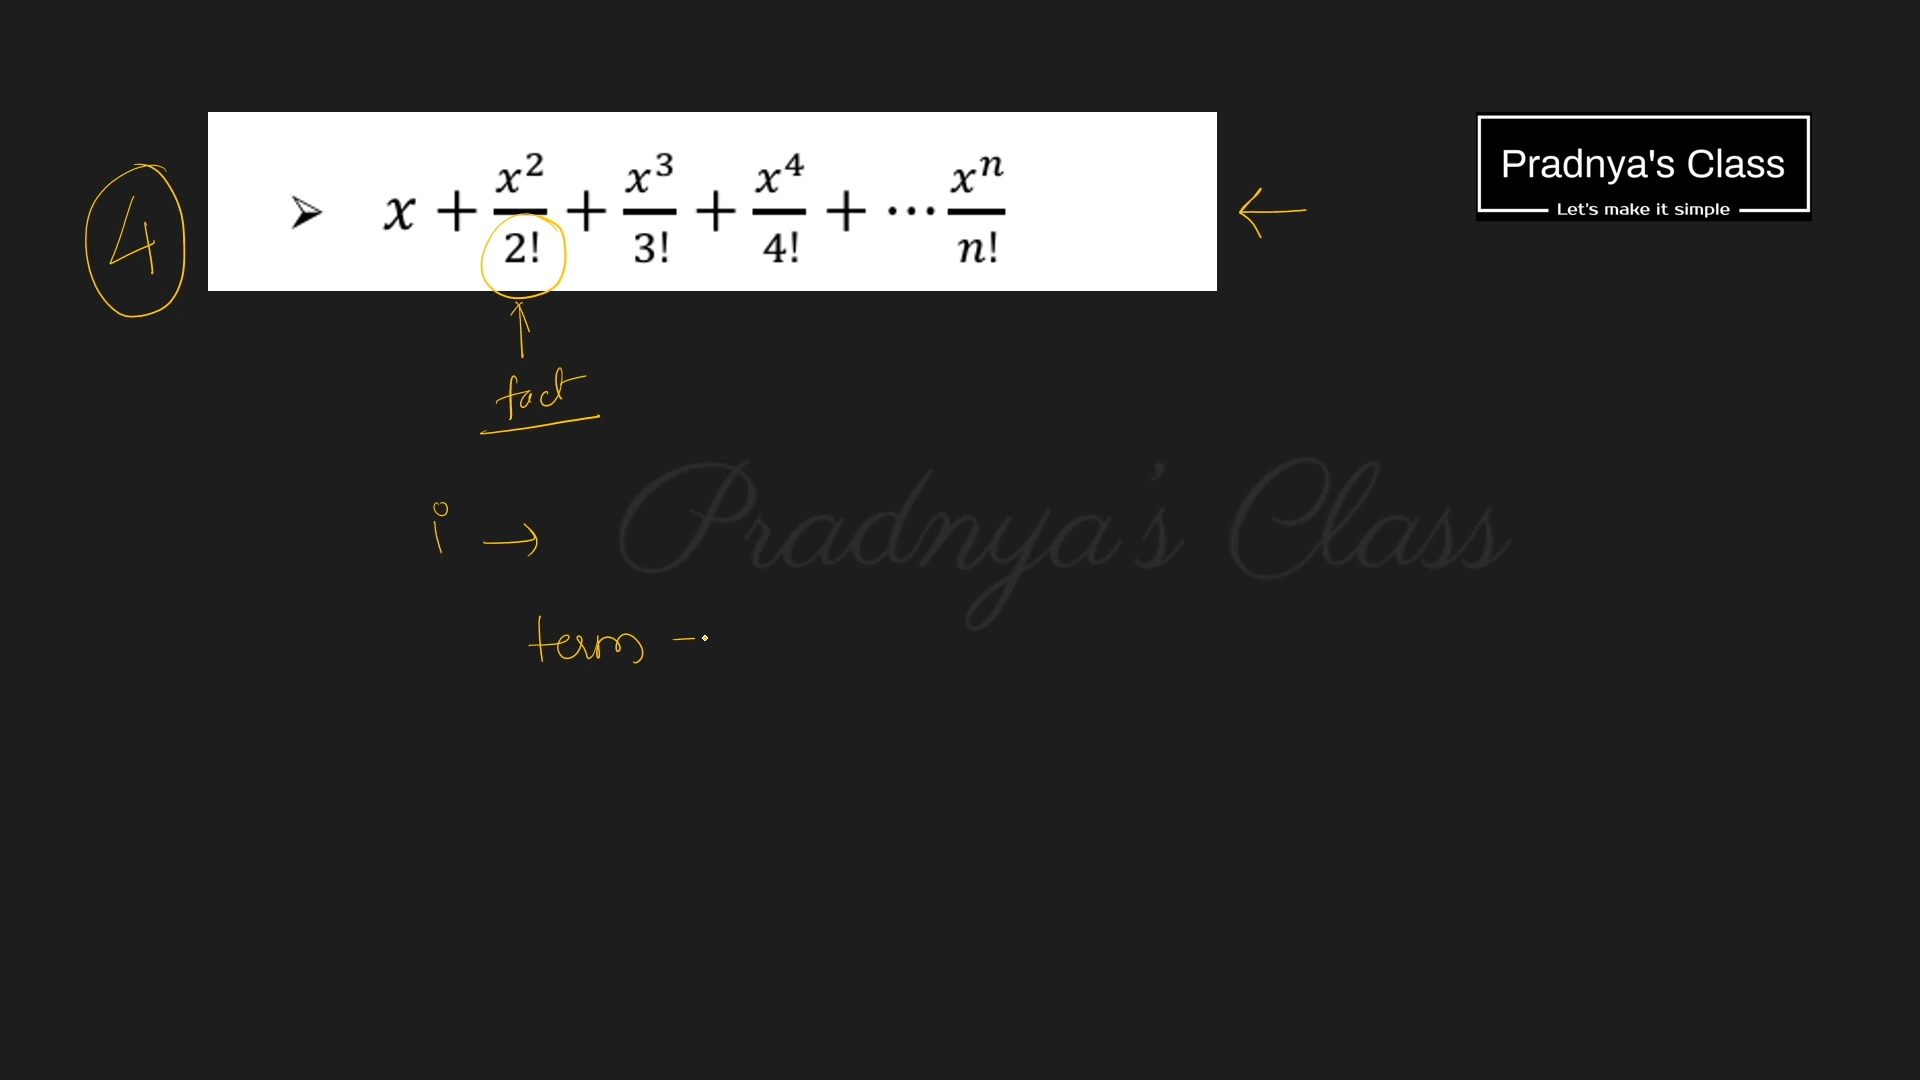 4
➢ x + x²/2! + x³/3! + x⁴/4! + ⋯ xⁿ/n! ←
Pradnya's Class
Let's make it simple
↑
fact
i →
Pradnya's Class
term -